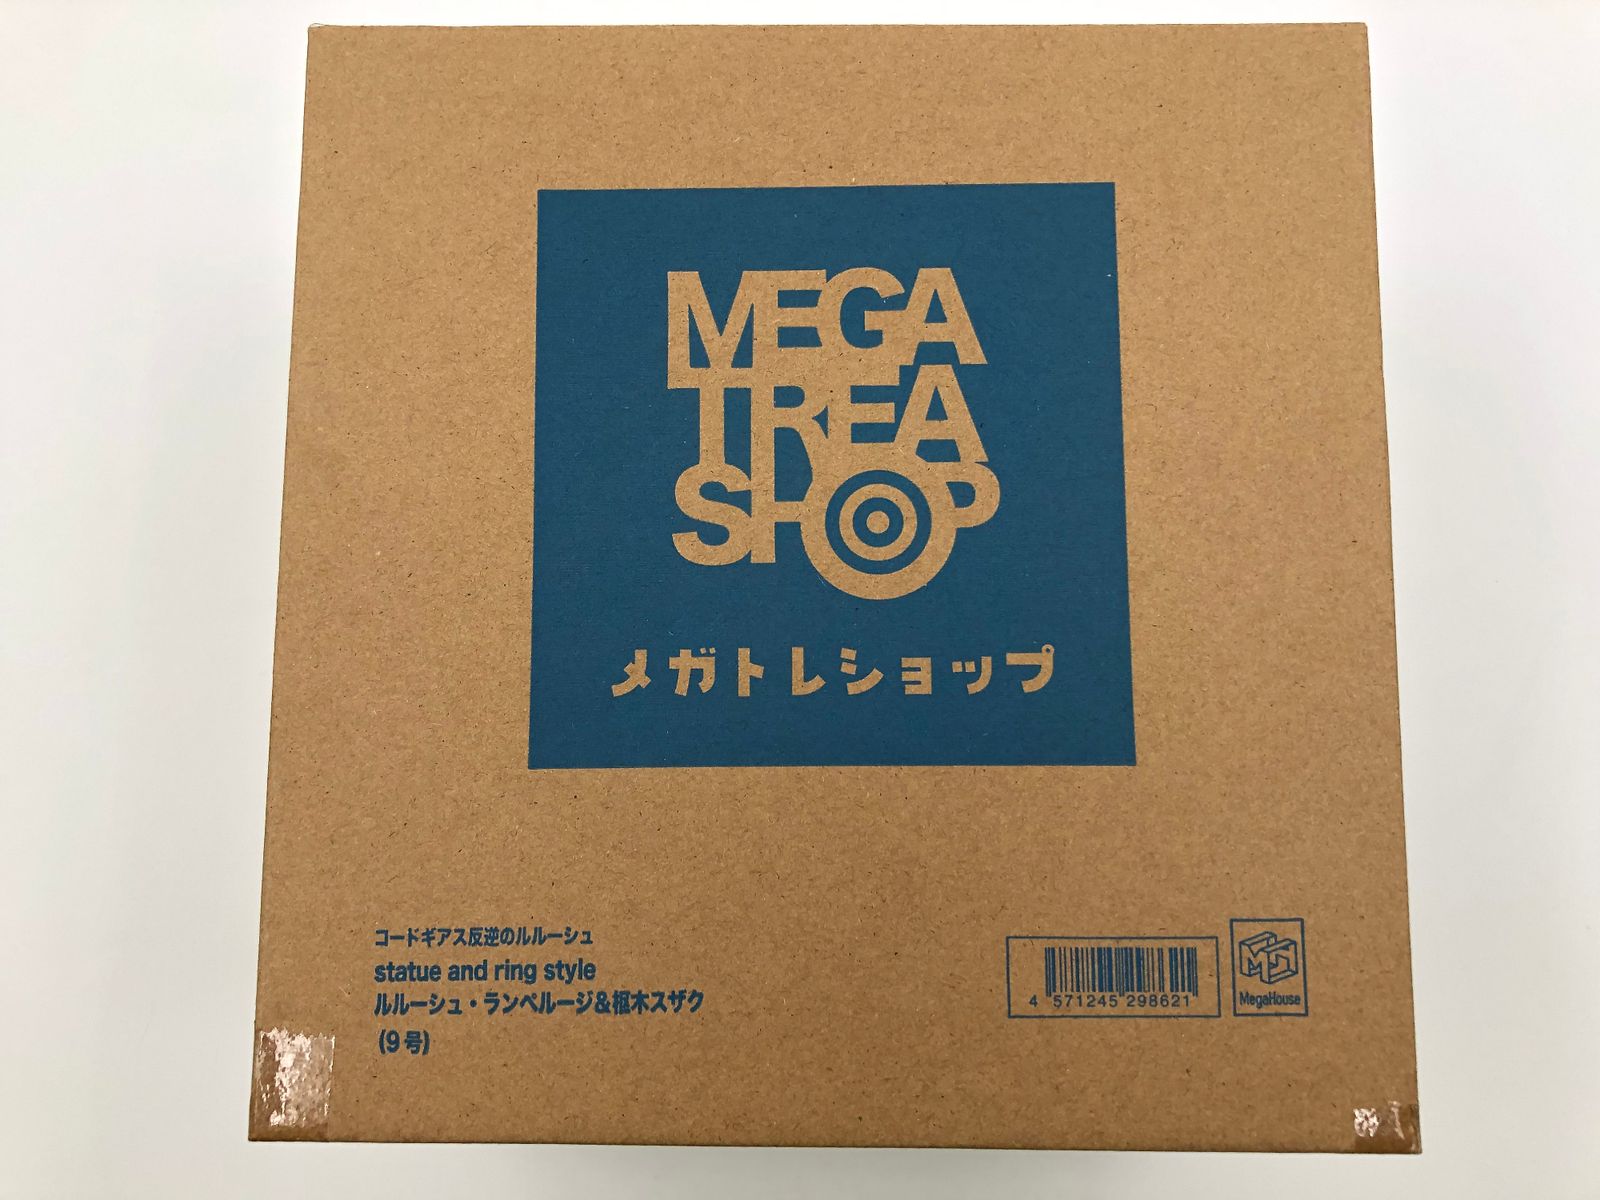 MEGA
TREA
SHOP
メガトレショップ
コードギアス反逆のルルーシュ
statue and ring style
ルルーシュ・ランペルージ&枢木スザク
(9号)
4 571245 298621
MegaHouse